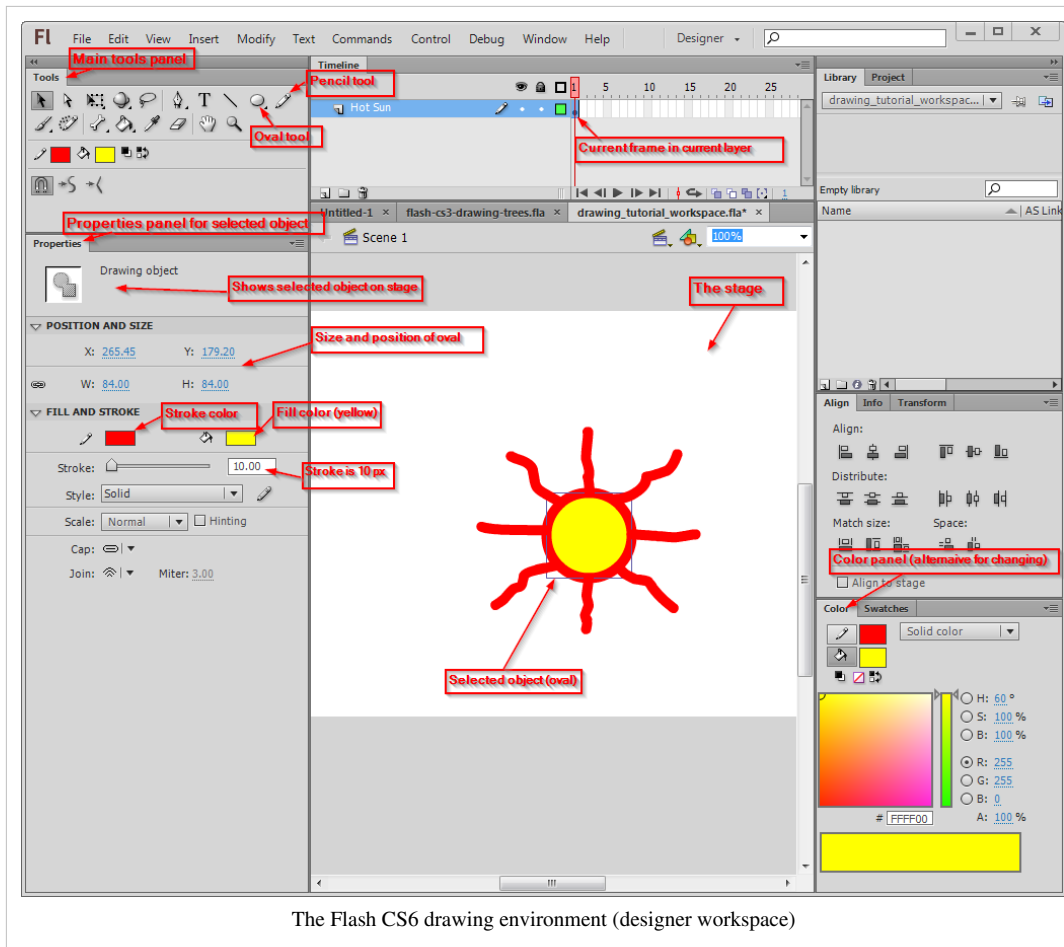 Fl File Edit View Insert Modify Text Commands Control Debug Window Help Designer
Main tools panel
Tools
Pencil tool
Oval tool
Properties panel for selected object
Properties
Drawing object
Shows selected object on stage
POSITION AND SIZE
Size and position of oval
X: 265.45 Y: 179.20
W: 84.00 H: 84.00
FILL AND STROKE
Stroke color
Fill color (yellow)
Stroke: 10.00
Stroke is 10 px
Style: Solid
Scale: Normal Hinting
Cap:
Join: Miter: 3.00
Timeline
1 5 10 15 20 25
Hot Sun
Current frame in current layer
1
Untitled-1 × flash-cs3-drawing-trees.fla × drawing_tutorial_workspace.fla* ×
Scene 1 100%
The stage
Selected object (oval)
Library Project
drawing_tutorial_workspac...
Empty library
Name AS Link
Align Info Transform
Align:
Distribute:
Match size: Space:
Color panel (alternaive for changing)
Align to stage
Color Swatches
Solid color
H: 60 °
S: 100 %
B: 100 %
R: 255
G: 255
B: 0
# FFFF00 A: 100 %
The Flash CS6 drawing environment (designer workspace)